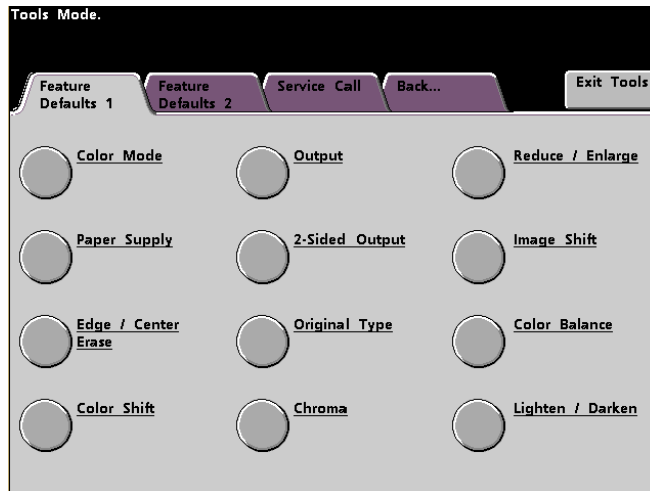 Tools Mode.
Feature
Defaults 1
Feature
Defaults 2
Service Call
Back...
Exit Tools
Color Mode
Output
Reduce / Enlarge
Paper Supply
2-Sided Output
Image Shift
Edge / Center
Erase
Original Type
Color Balance
Color Shift
Chroma
Lighten / Darken